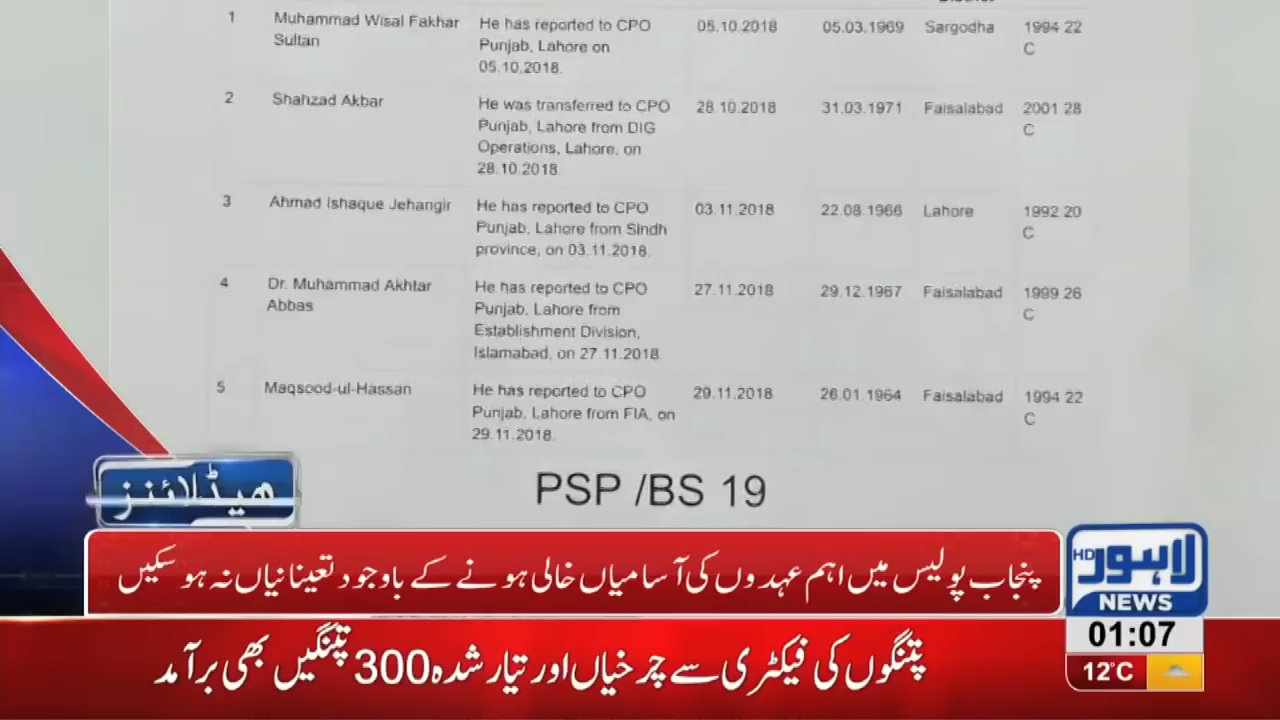 1 Muhammad Wisal Fakhar He has reported to CPO 05.10.2018 05.03.1969 Sargodha 1994 22
Sultan Punjab, Lahore on C
05.10.2018.
2 Shahzad Akbar He was transferred to CPO 28.10.2018 31.03.1971 Faisalabad 2001 28
Punjab, Lahore from DIG C
Operations, Lahore, on
28.10.2018.
3 Ahmad Ishaque Jehangir He has reported to CPO 03.11.2018 22.08.1966 Lahore 1992 20
Punjab, Lahore from Sindh C
province, on 03.11.2018.
4 Dr. Muhammad Akhtar He has reported to CPO 27.11.2018 29.12.1967 Faisalabad 1999 26
Abbas Punjab, Lahore from C
Establishment Division,
Islamabad, on 27.11.2018.
5 Maqsood-ul-Hassan He has reported to CPO 29.11.2018 26.01.1964 Faisalabad 1994 22
Punjab, Lahore from FIA, on C
29.11.2018.
PSP /BS 19
ہیڈلائنز
پنجاب پولیس میں اہم عہدوں کی آسامیاں خالی ہونے کے باوجود تعیناتیاں نہ ہو سکیں
HD لاہور
NEWS
01:07
12°C
پتنگوں کی فیکٹری سے چرخیاں اور تیار شدہ 300 پتنگیں بھی برآمد